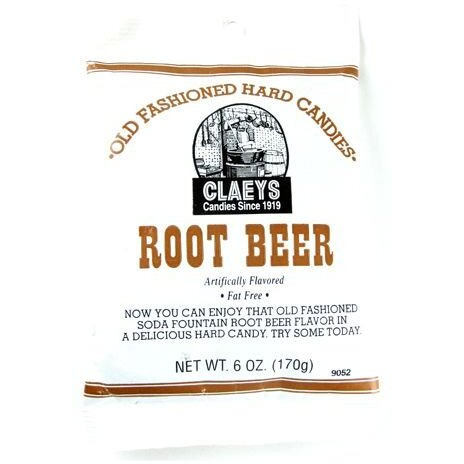 •OLD FASHIONED HARD CANDIES•
CLAEYS
Candies Since 1919
ROOT BEER
Artifically Flavored
• Fat Free •
NOW YOU CAN ENJOY THAT OLD FASHIONED
SODA FOUNTAIN ROOT BEER FLAVOR IN
A DELICIOUS HARD CANDY. TRY SOME TODAY.
NET WT. 6 OZ. (170g)
9052